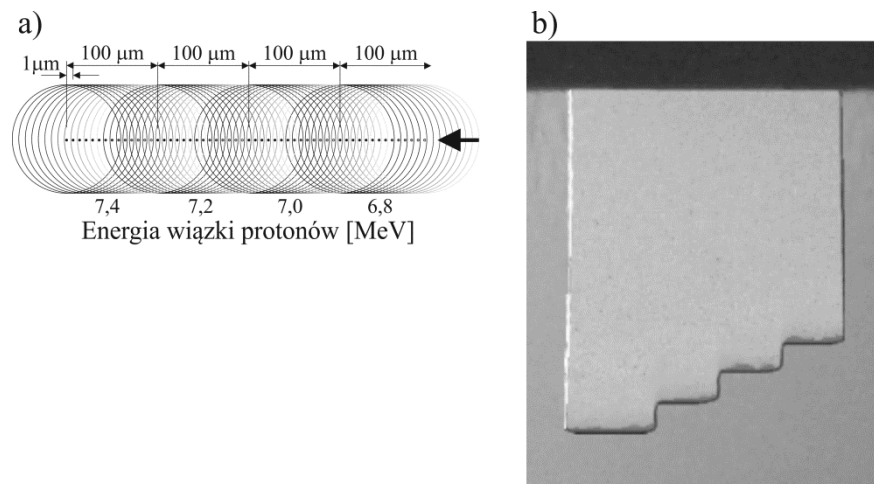 a)
b)
100 μm 100 μm 100 μm 100 μm
1μm
7,4 7,2 7,0 6,8
Energia wiązki protonów [MeV]